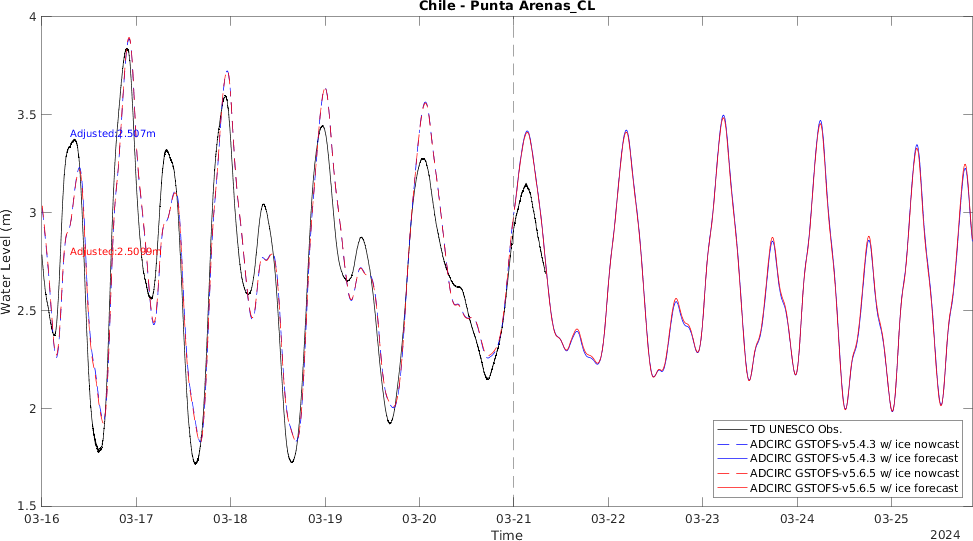 Chile - Punta Arenas_CL
4
3.5
3
2.5
2
1.5
Water Level (m)
Adjusted:2.507m
Adjusted:2.5099m
TD UNESCO Obs.
ADCIRC GSTOFS-v5.4.3 w/ ice nowcast
ADCIRC GSTOFS-v5.4.3 w/ ice forecast
ADCIRC GSTOFS-v5.6.5 w/ ice nowcast
ADCIRC GSTOFS-v5.6.5 w/ ice forecast
03-16 03-17 03-18 03-19 03-20 03-21 03-22 03-23 03-24 03-25
Time
2024